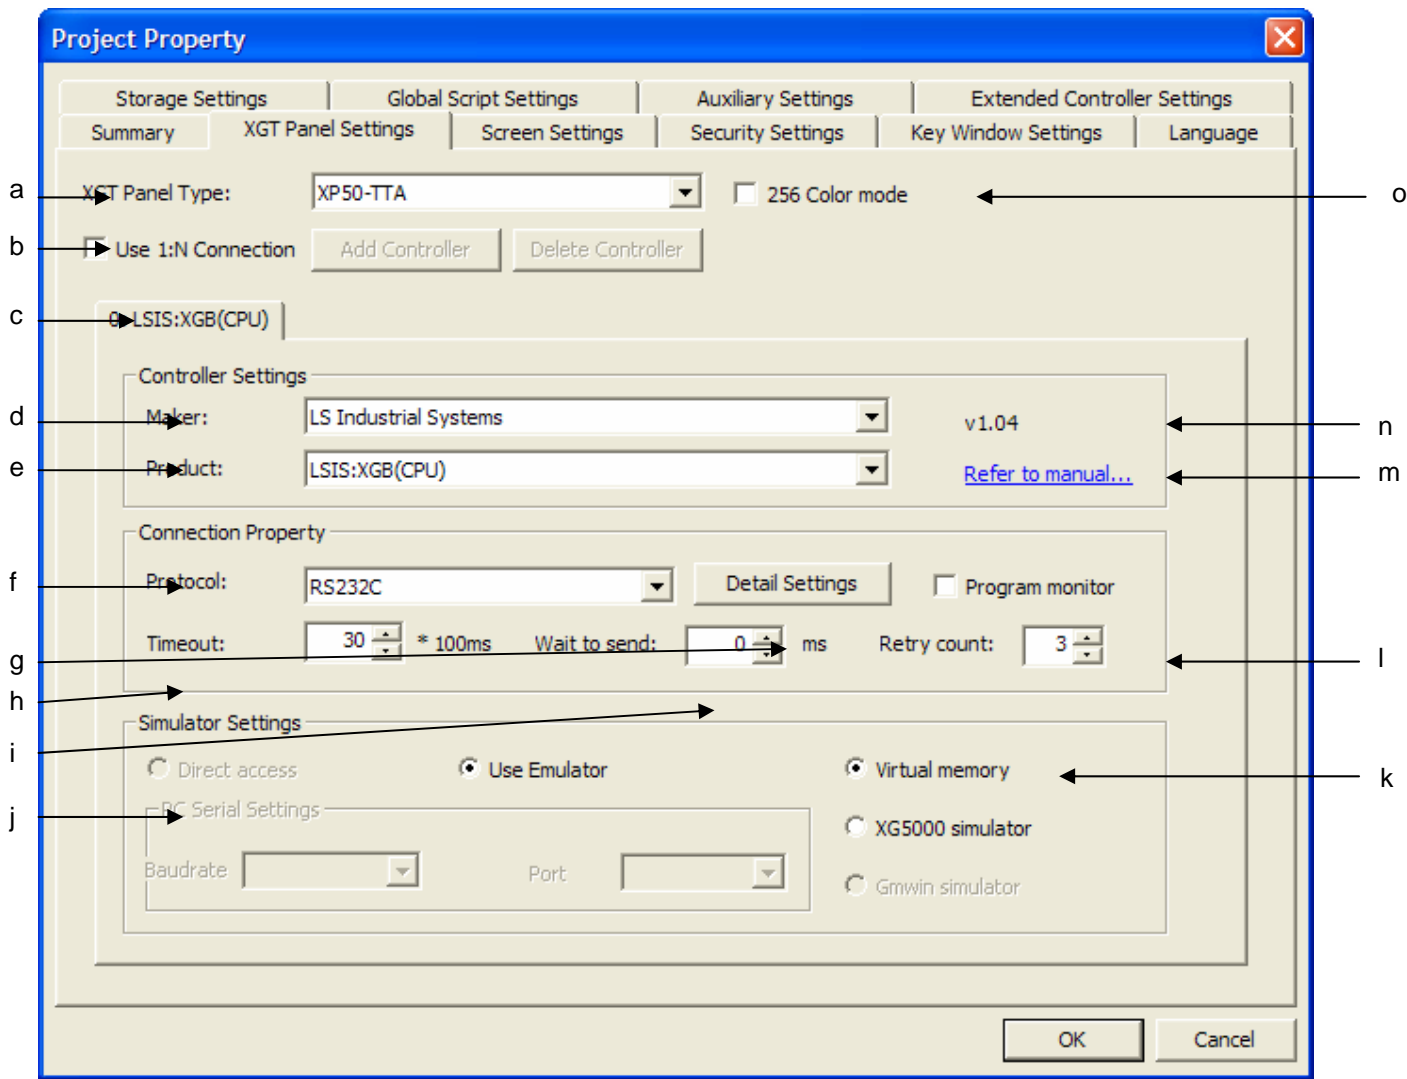 Project Property
Storage Settings Global Script Settings Auxiliary Settings Extended Controller Settings
Summary XGT Panel Settings Screen Settings Security Settings Key Window Settings Language
a XGT Panel Type: XP50-TTA 256 Color mode o
b Use 1:N Connection Add Controller Delete Controller
c 0: LSIS:XGB(CPU)
Controller Settings
d Maker: LS Industrial Systems v1.04 n
e Product: LSIS:XGB(CPU) Refer to manual... m
Connection Property
f Protocol: RS232C Detail Settings Program monitor
Timeout: 30 * 100ms Wait to send: 0 ms Retry count: 3
g l
h
Simulator Settings
i Direct access Use Emulator Virtual memory k
j PC Serial Settings
XG5000 simulator
Baudrate Port Gmwin simulator
OK Cancel